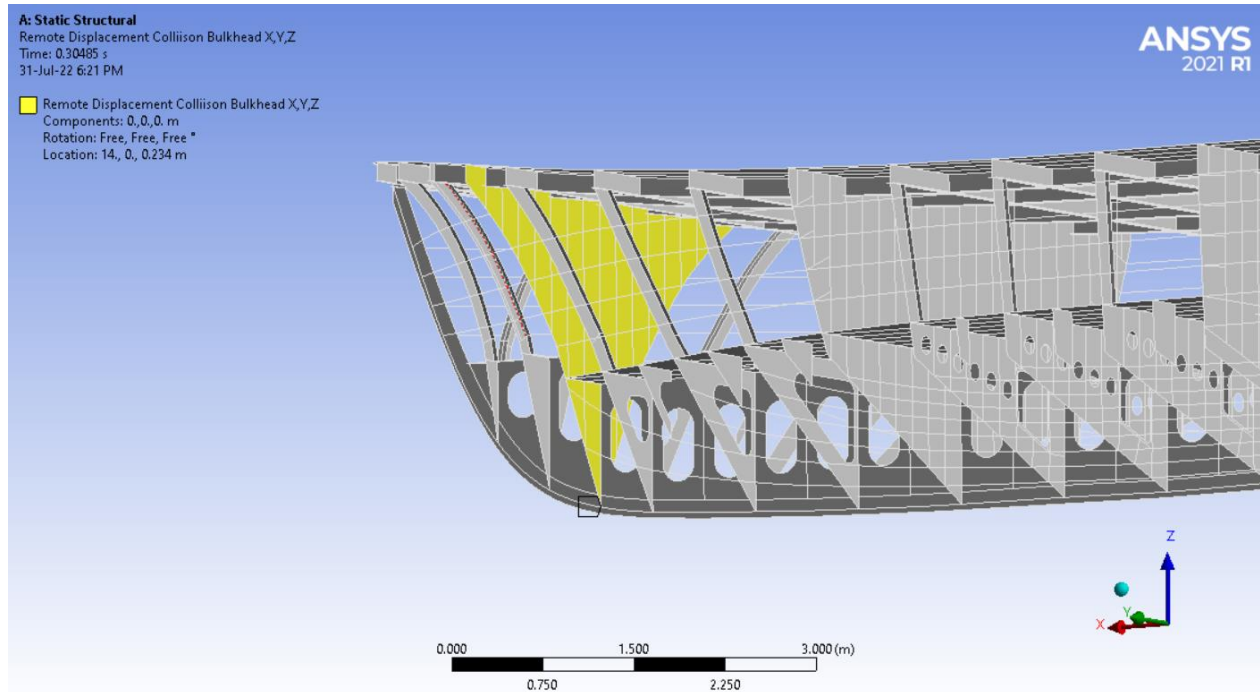 A: Static Structural
Remote Displacement Colliison Bulkhead X,Y,Z
Time: 0.30485 s
31-Jul-22 6:21 PM
Remote Displacement Colliison Bulkhead X,Y,Z
Components: 0.,0.,0. m
Rotation: Free, Free, Free °
Location: 14., 0., 0.234 m
ANSYS
2021 R1
Z
Y
X
0.000 1.500 3.000 (m)
0.750 2.250